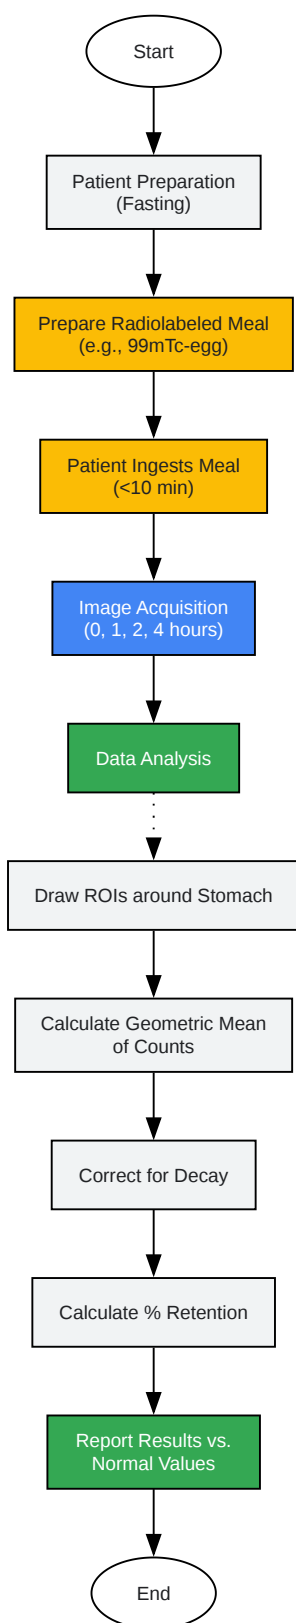 Start
Patient Preparation
(Fasting)
Prepare Radiolabeled Meal
(e.g., 99mTc-egg)
Patient Ingests Meal
(<10 min)
Image Acquisition
(0, 1, 2, 4 hours)
Data Analysis
Draw ROIs around Stomach
Calculate Geometric Mean
of Counts
Correct for Decay
Calculate % Retention
Report Results vs.
Normal Values
End